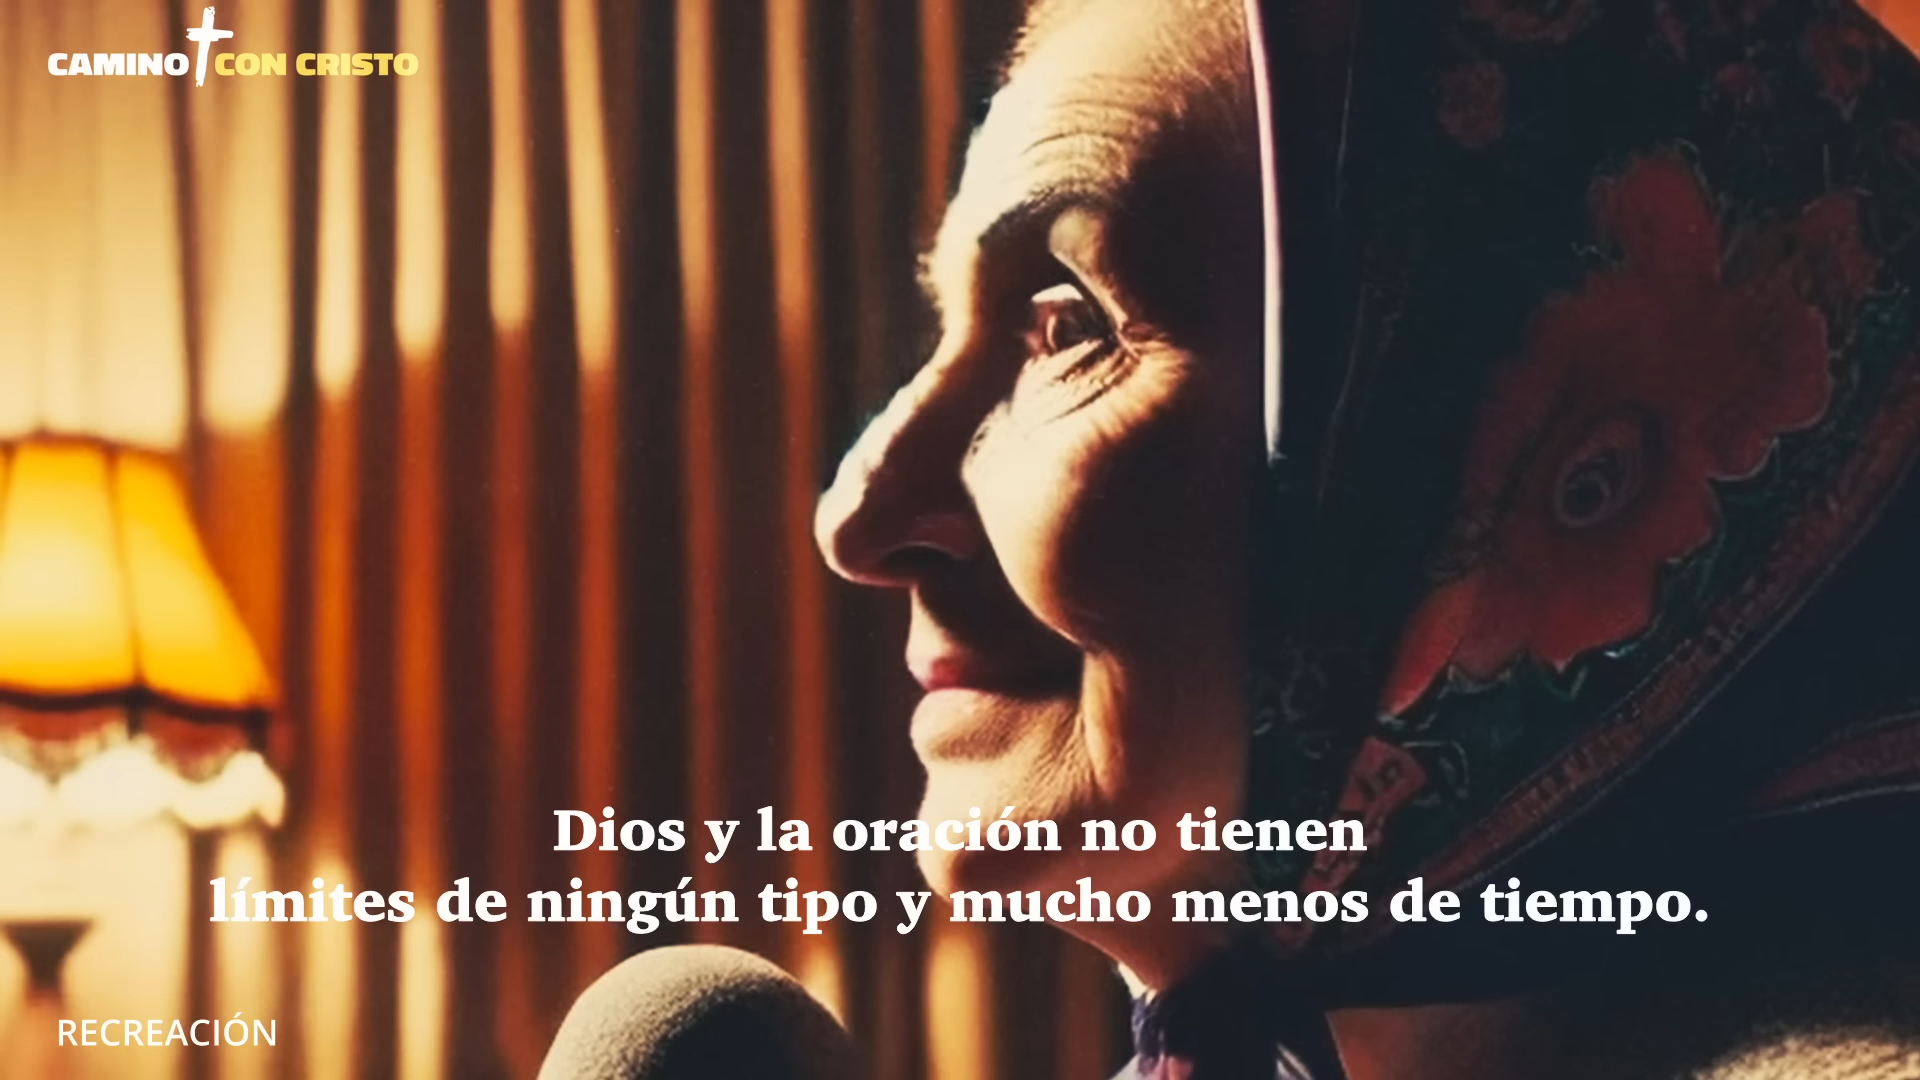 CAMINO CON CRISTO
Dios y la oración no tienen
límites de ningún tipo y mucho menos de tiempo.
RECREACIÓN